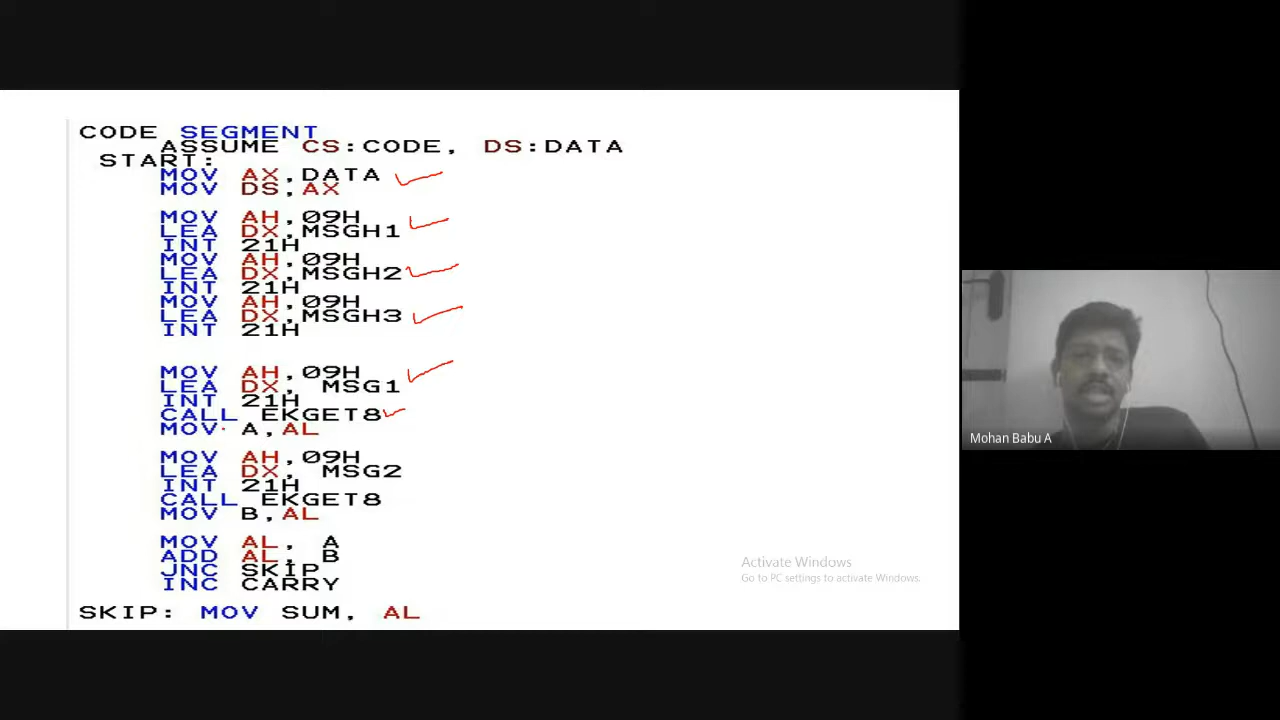 CODE SEGMENT
ASSUME CS:CODE, DS:DATA
START:
MOV AX,DATA
MOV DS,AX
MOV AH,09H
LEA DX,MSGH1
INT 21H
MOV AH,09H
LEA DX,MSGH2
INT 21H
MOV AH,09H
LEA DX,MSGH3
INT 21H
MOV AH,09H
LEA DX, MSG1
INT 21H
CALL EKGET8
MOV A,AL
MOV AH,09H
LEA DX, MSG2
INT 21H
CALL EKGET8
MOV B,AL
MOV AL, A
ADD AL, B
JNC SKIP
INC CARRY
SKIP: MOV SUM, AL
Activate Windows
Go to PC settings to activate Windows.
Mohan Babu A